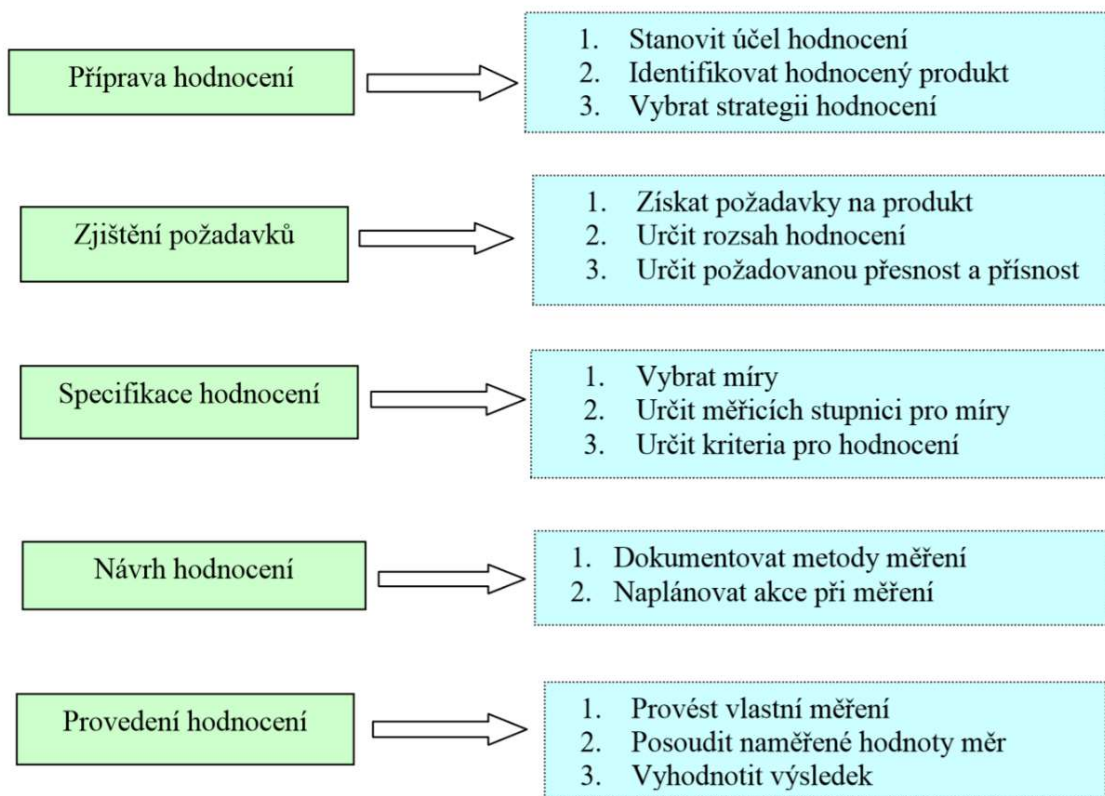 Příprava hodnocení
1. Stanovit účel hodnocení
2. Identifikovat hodnocený produkt
3. Vybrat strategii hodnocení
Zjištění požadavků
1. Získat požadavky na produkt
2. Určit rozsah hodnocení
3. Určit požadovanou přesnost a přísnost
Specifikace hodnocení
1. Vybrat míry
2. Určit měřicích stupnici pro míry
3. Určit kriteria pro hodnocení
Návrh hodnocení
1. Dokumentovat metody měření
2. Naplánovat akce při měření
Provedení hodnocení
1. Provést vlastní měření
2. Posoudit naměřené hodnoty měr
3. Vyhodnotit výsledek